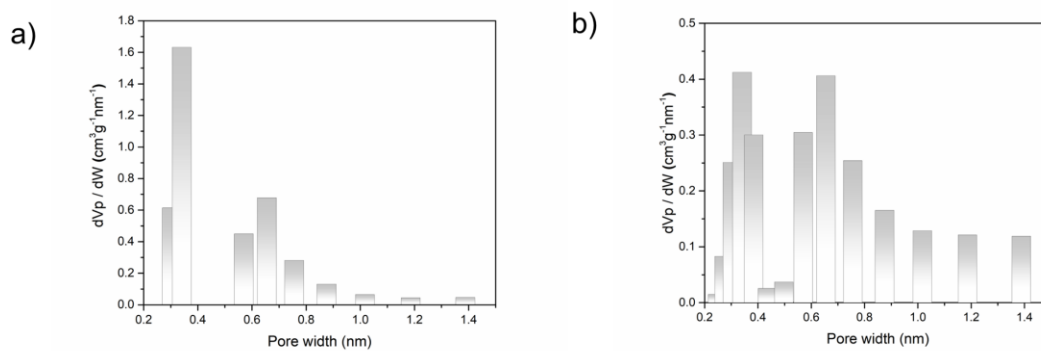 a)
1.8
1.6
1.4
1.2
1.0
0.8
0.6
0.4
0.2
0.0
dVp / dW (cm³g⁻¹nm⁻¹)
0.2 0.4 0.6 0.8 1.0 1.2 1.4
Pore width (nm)
b)
0.5
0.4
0.3
0.2
0.1
0.0
dVp / dW (cm³g⁻¹nm⁻¹)
0.2 0.4 0.6 0.8 1.0 1.2 1.4
Pore width (nm)